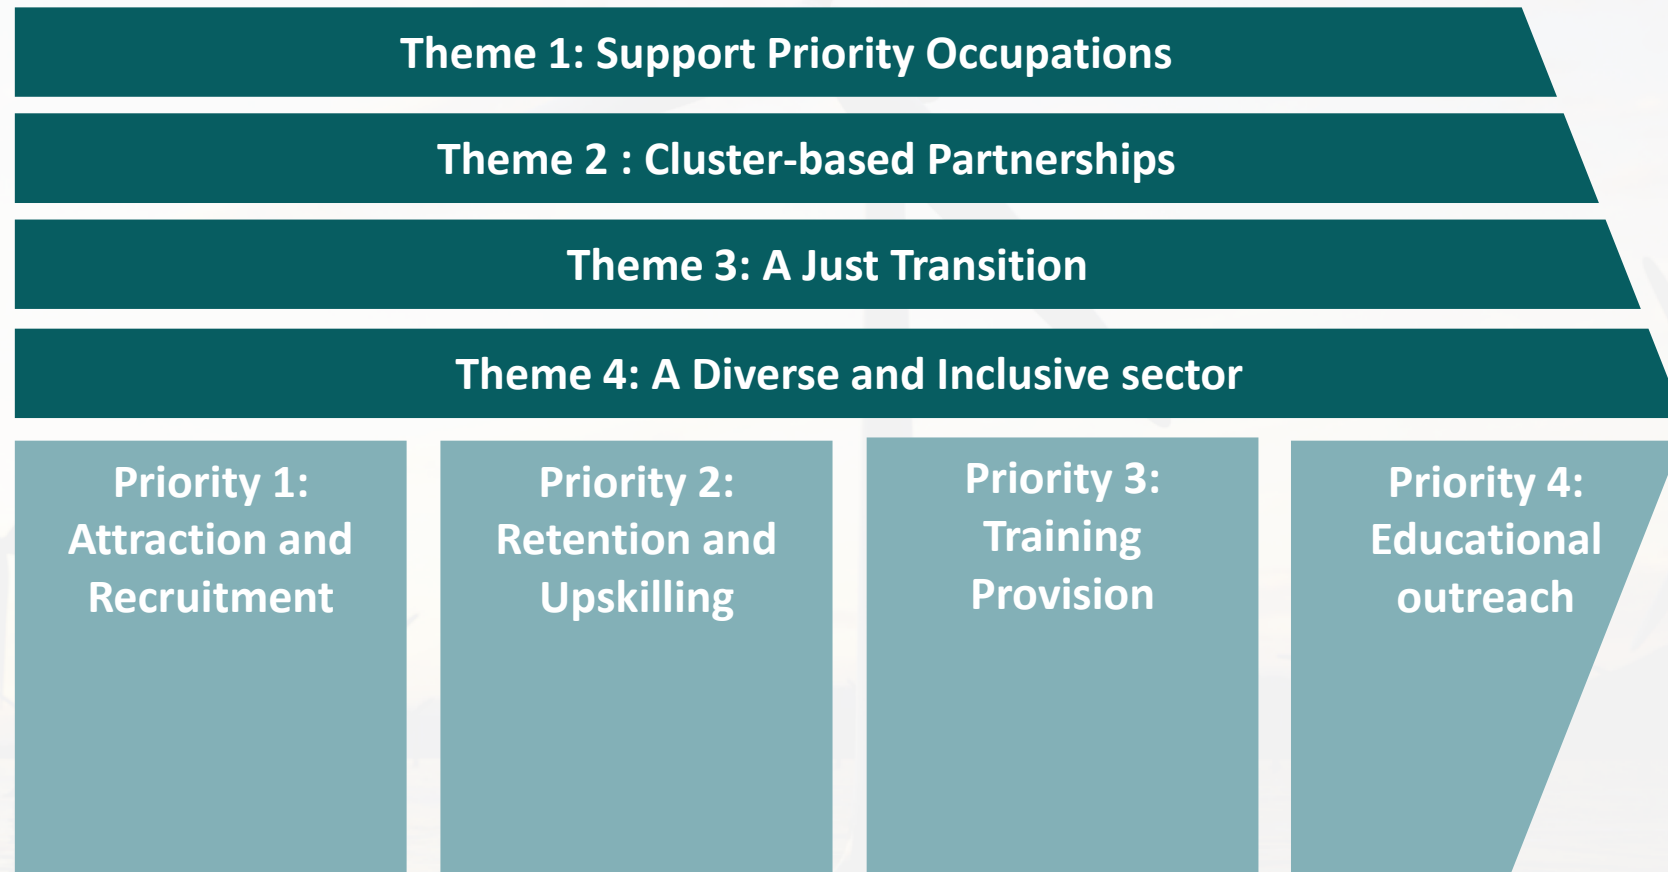 Theme 1: Support Priority Occupations
Theme 2 : Cluster-based Partnerships
Theme 3: A Just Transition
Theme 4: A Diverse and Inclusive sector
Priority 1:
Attraction and
Recruitment
Priority 2:
Retention and
Upskilling
Priority 3:
Training
Provision
Priority 4:
Educational
outreach